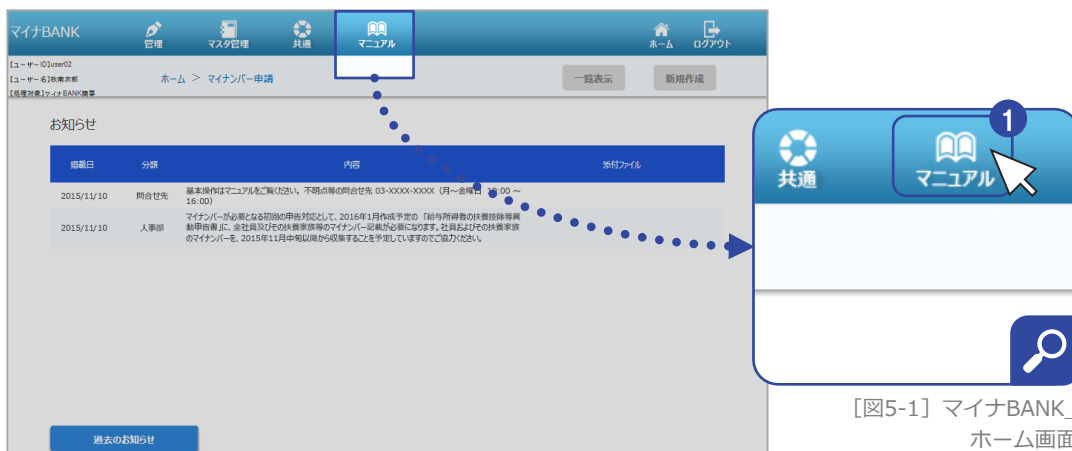 マイナBANK
管理
マスタ管理
共通
マニュアル
ホーム
ログアウト
【ユーザーID】user02
【ユーザー名】秋南次郎
【処理対象】マイナBANK商事
ホーム > マイナンバー申請
一覧表示
新規作成
お知らせ
掲載日 分類 内容 添付ファイル
2015/11/10 問合せ先 基本操作はマニュアルをご覧ください。不明点等の問合せ先 03-XXXX-XXXX（月～金曜日 10:00 ～
16:00)
2015/11/10 人事部 マイナンバーが必要となる初回の申告対応として、2016年1月作成予定の「給与所得者の扶養控除等異
動申告書」に、全社員及びその扶養家族等のマイナンバー記載が必要になります。社員およびその扶養家族
のマイナンバーを、2015年11月中旬以降から収集することを予定していますのでご協力ください。
過去のお知らせ
1
共通
マニュアル
［図5-1］マイナBANK_
ホーム画面